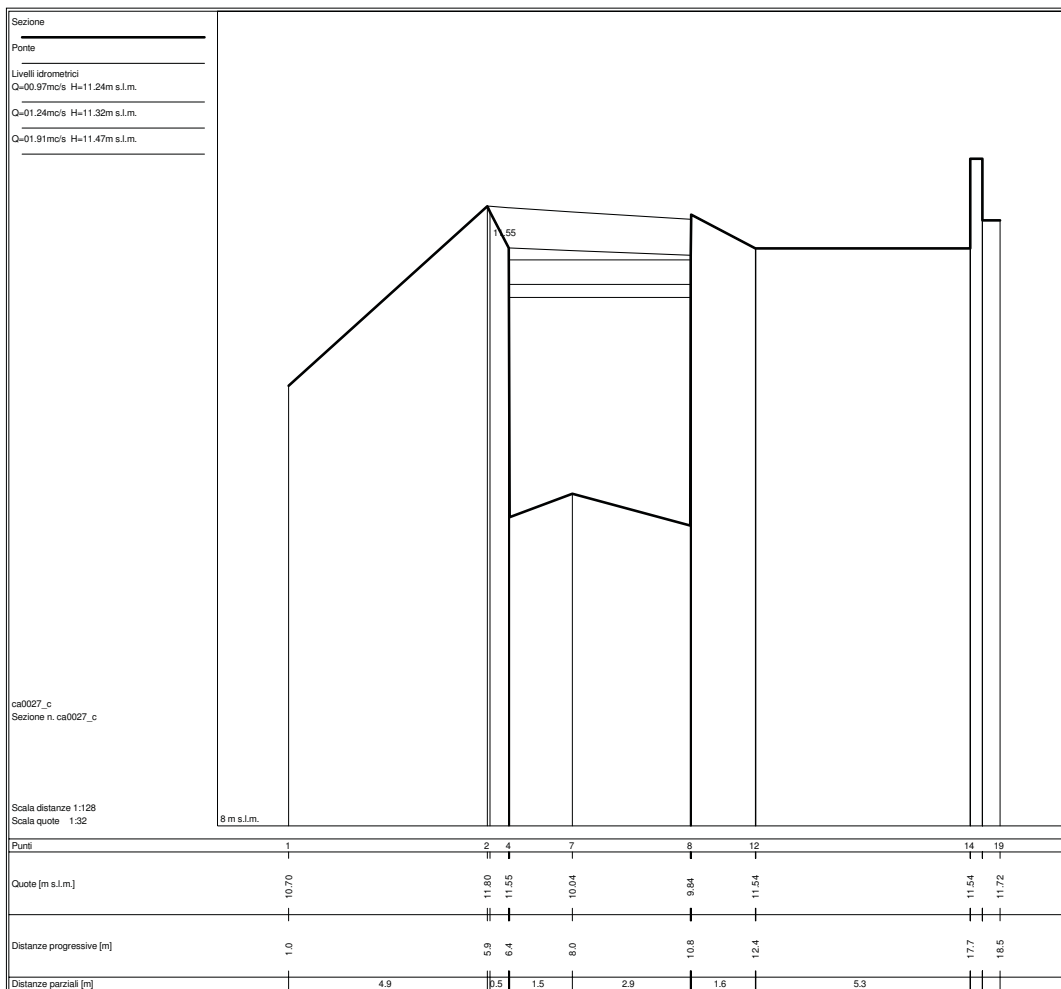 Sezione
Ponte
Livelli idrometrici
Q=00.97mc/s H=11.24m s.l.m.
Q=01.24mc/s H=11.32m s.l.m.
Q=01.91mc/s H=11.47m s.l.m.
11.55
ca0027_c
Sezione n. ca0027_c
Scala distanze 1:128
Scala quote 1:32
8 m s.l.m.
Punti 1 2 4 7 8 12 14 19
Quote [m s.l.m.] 10.70 11.80 11.55 10.04 9.84 11.54 11.54 11.72
Distanze progressive [m] 1.0 5.9 6.4 8.0 10.8 12.4 17.7 18.5
Distanze parziali [m] 4.9 0.5 1.5 2.9 1.6 5.3